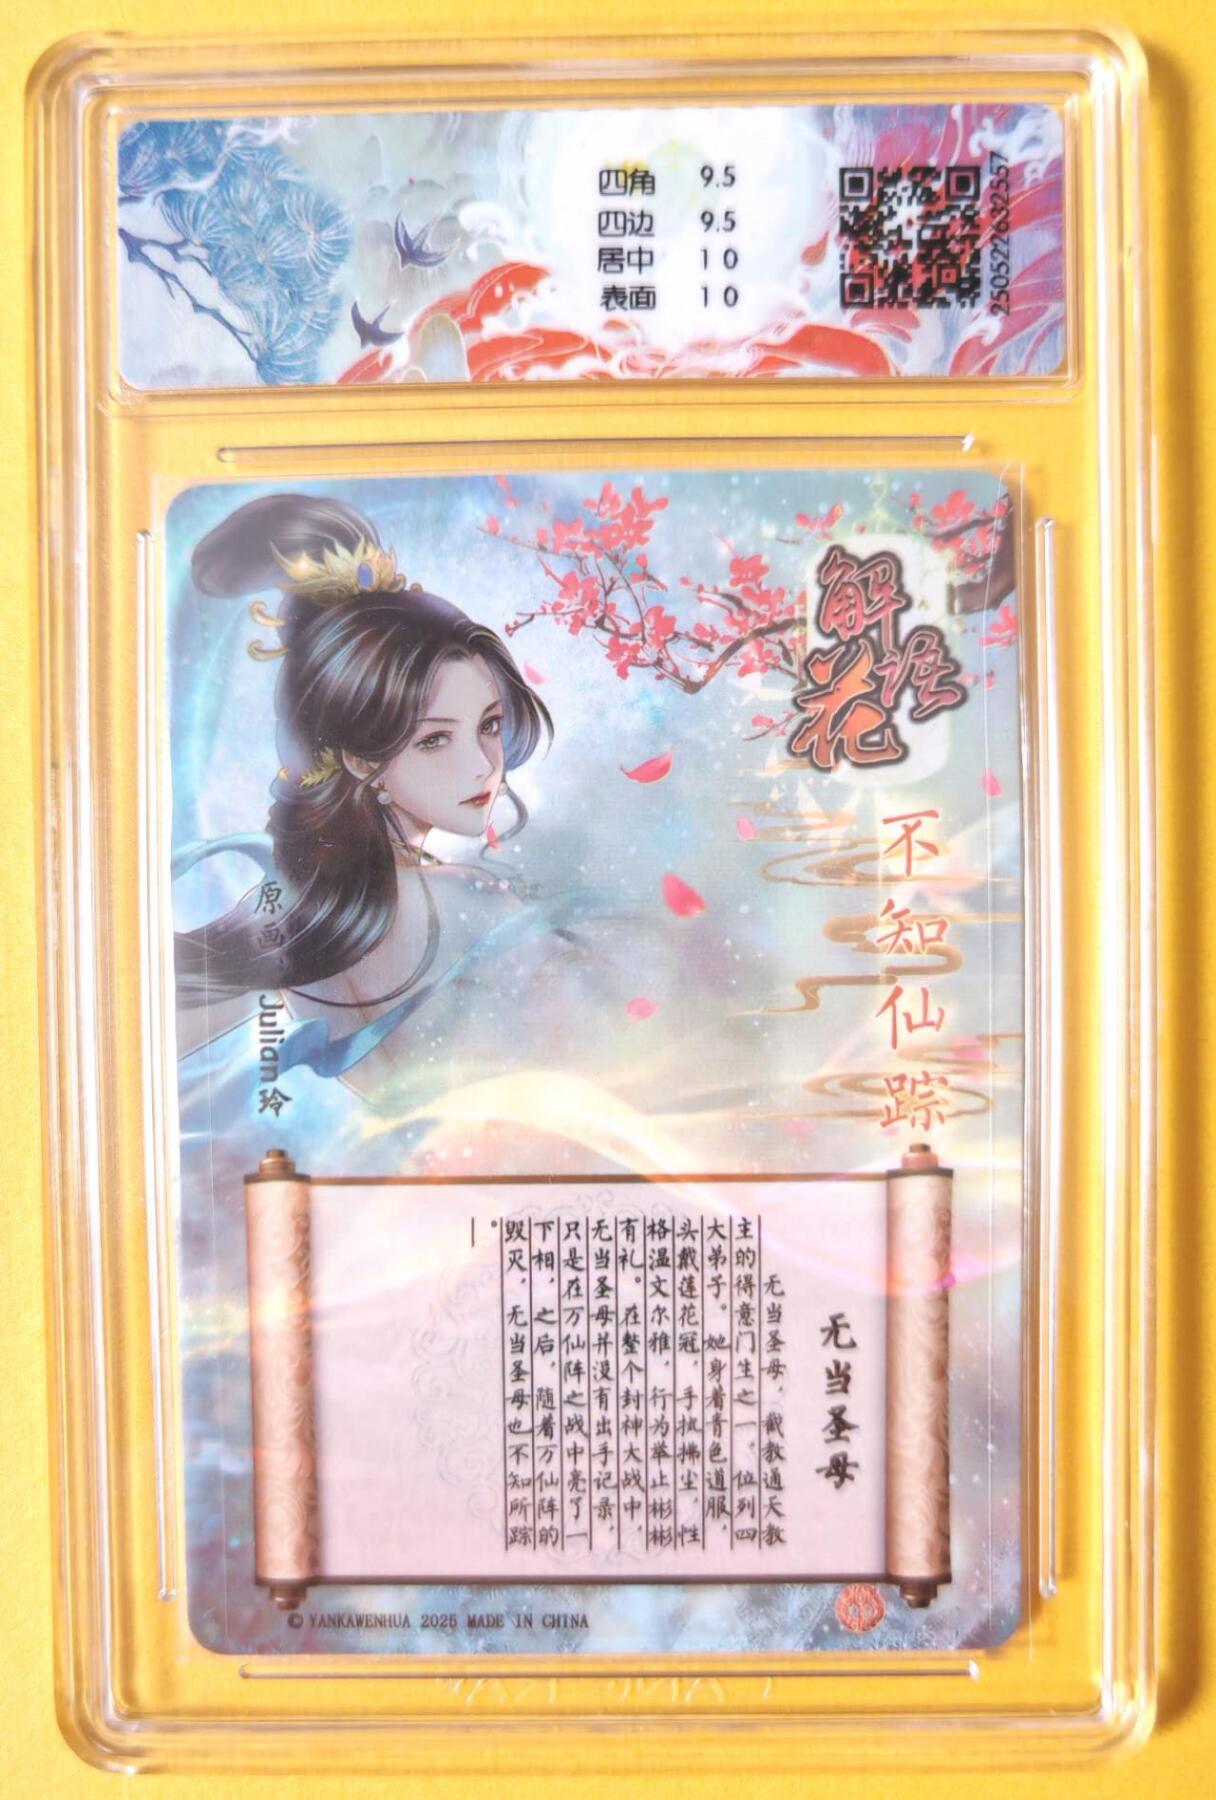 四角 9.5
四边 9.5
居中 10
表面 10
250522632557
解语花
不知仙踪
原画：Julian玲
无当圣母
无当圣母，截教通天教
主的得意门生之一，位列四
大弟子。她身着青色道服，
头戴莲花冠，手执拂尘，性
格温文尔雅，行为举止彬彬
有礼。在整个封神大战中，
无当圣母并没有出手记录，
只是在万仙阵之战中亮了一
下相，之后，随着万仙阵的
毁灭，无当圣母也不知所踪
。
© YANKAWENHUA 2025 MADE IN CHINA